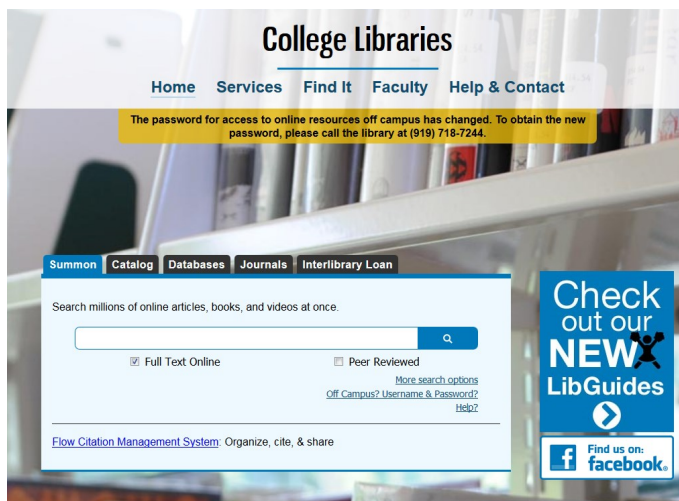 College Libraries
Home Services Find It Faculty Help & Contact
The password for access to online resources off campus has changed. To obtain the new
password, please call the library at (919) 718-7244.
Summon Catalog Databases Journals Interlibrary Loan
Search millions of online articles, books, and videos at once.
Full Text Online Peer Reviewed
More search options
Off Campus? Username & Password?
Help?
Flow Citation Management System: Organize, cite, & share
Check
out our
NEW
LibGuides
Find us on:
facebook®